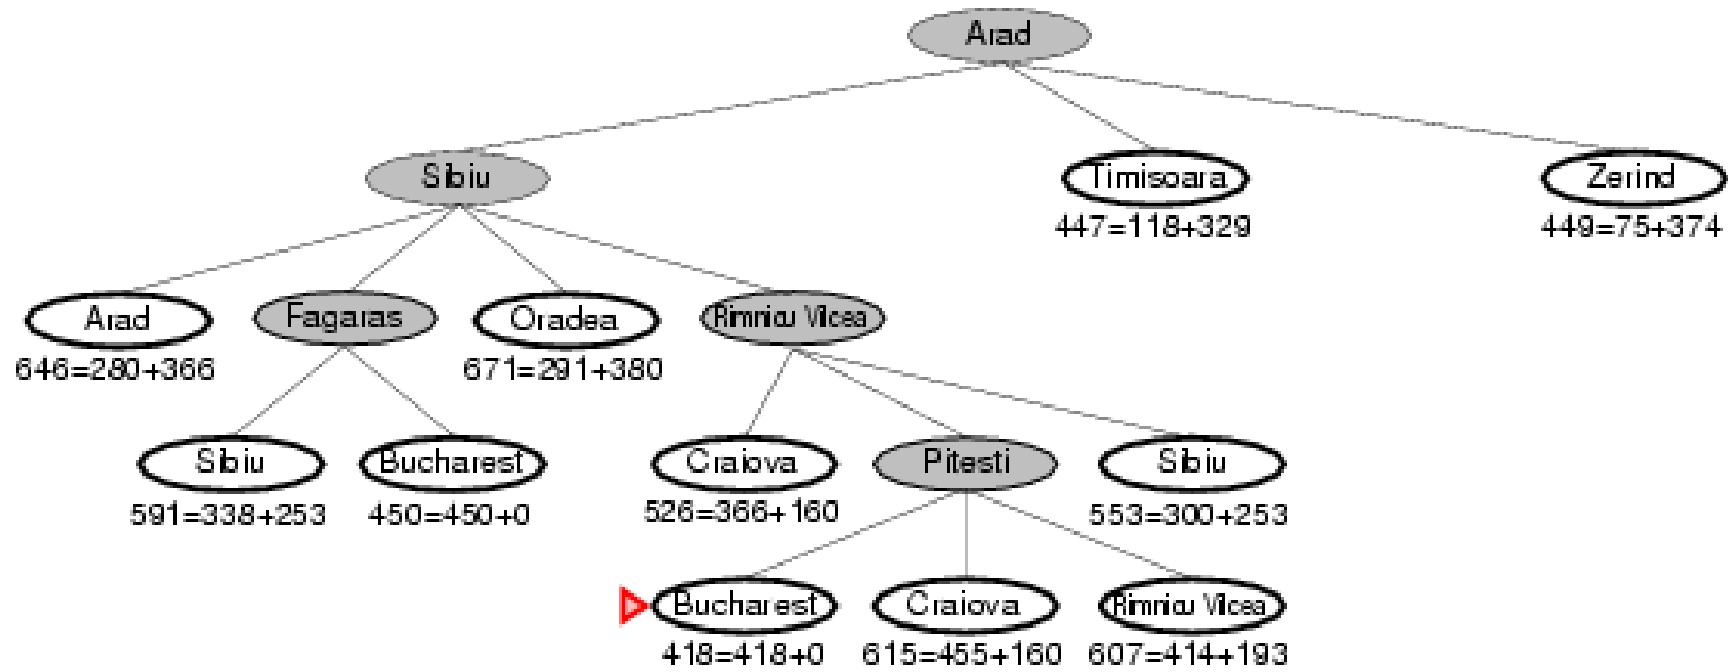 Arad
Sibiu
Timisoara
Zerind
447=118+329
449=75+374
Arad
Fagaras
Oradea
Rimnicu Vilcea
646=280+366
671=291+380
Sibiu
Bucharest
Craiova
Pitesti
Sibiu
591=338+253
450=450+0
526=366+160
553=300+253
Bucharest
Craiova
Rimnicu Vilcea
418=418+0
615=455+160
607=414+193